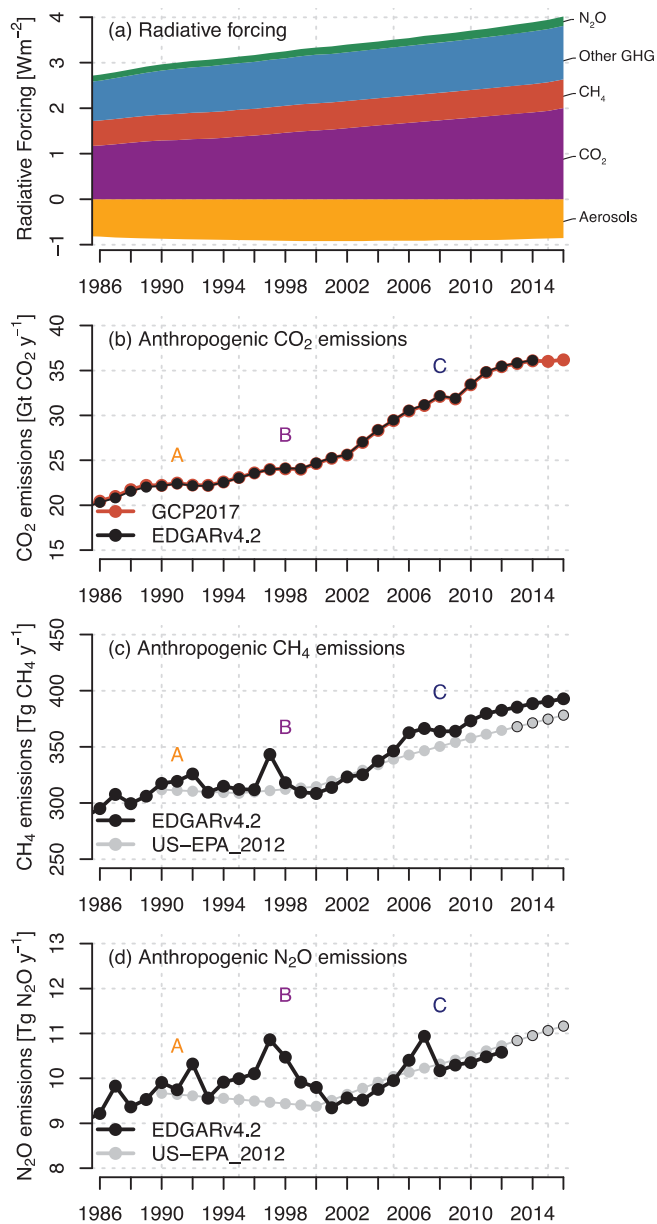 (a) Radiative forcing
Radiative Forcing [Wm⁻²]
4
3
2
1
0
−1
N₂O
Other GHG
CH₄
CO₂
Aerosols
1986 1990 1994 1998 2002 2006 2010 2014
(b) Anthropogenic CO₂ emissions
CO₂ emissions [Gt CO₂ y⁻¹]
40
35
30
25
20
15
A
B
C
GCP2017
EDGARv4.2
1986 1990 1994 1998 2002 2006 2010 2014
(c) Anthropogenic CH₄ emissions
CH₄ emissions [Tg CH₄ y⁻¹]
450
400
350
300
250
A
B
C
EDGARv4.2
US−EPA_2012
1986 1990 1994 1998 2002 2006 2010 2014
(d) Anthropogenic N₂O emissions
N₂O emissions [Tg N₂O y⁻¹]
13
12
11
10
9
8
A
B
C
EDGARv4.2
US−EPA_2012
1986 1990 1994 1998 2002 2006 2010 2014